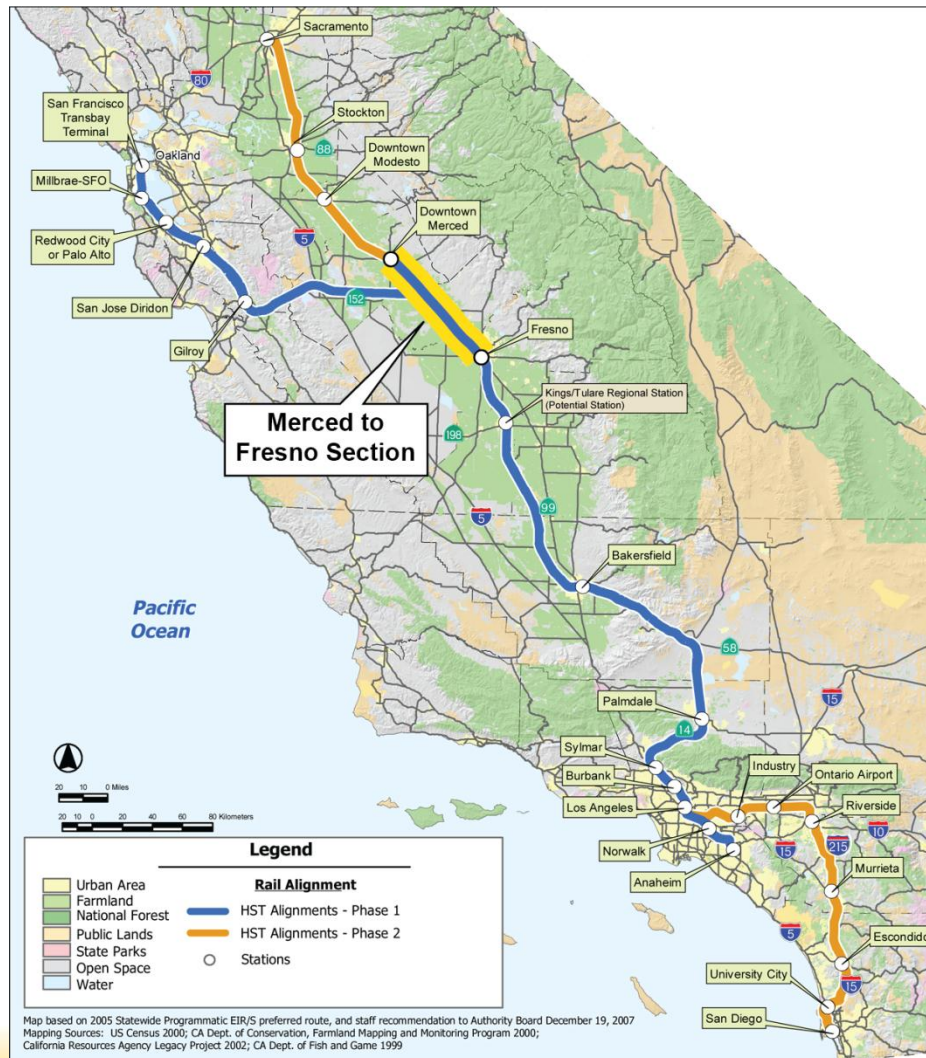 Sacramento
80
San Francisco
Transbay
Terminal
Stockton
88
Oakland
Downtown
Modesto
Millbrae-SFO
Downtown
Merced
Redwood City
or Palo Alto
5
152
San Jose Diridon
Fresno
Gilroy
Kings/Tulare Regional Station
(Potential Station)
Merced to
Fresno Section
198
99
5
Bakersfield
Pacific
Ocean
58
Palmdale
15
14
Sylmar
Industry
Burbank
Ontario Airport
Los Angeles
Riverside
10
Norwalk
15
215
Anaheim
Murrieta
5
Escondido
15
University City
San Diego
20 10 0 Miles
20 10 0 20 40 60 80 Kilometers
Legend
Urban Area
Farmland
National Forest
Public Lands
State Parks
Open Space
Water
Rail Alignment
HST Alignments - Phase 1
HST Alignments - Phase 2
Stations
Map based on 2005 Statewide Programmatic EIR/S preferred route, and staff recommendation to Authority Board December 19, 2007
Mapping Sources: US Census 2000; CA Dept. of Conservation, Farmland Mapping and Monitoring Program 2000;
California Resources Agency Legacy Project 2002; CA Dept. of Fish and Game 1999